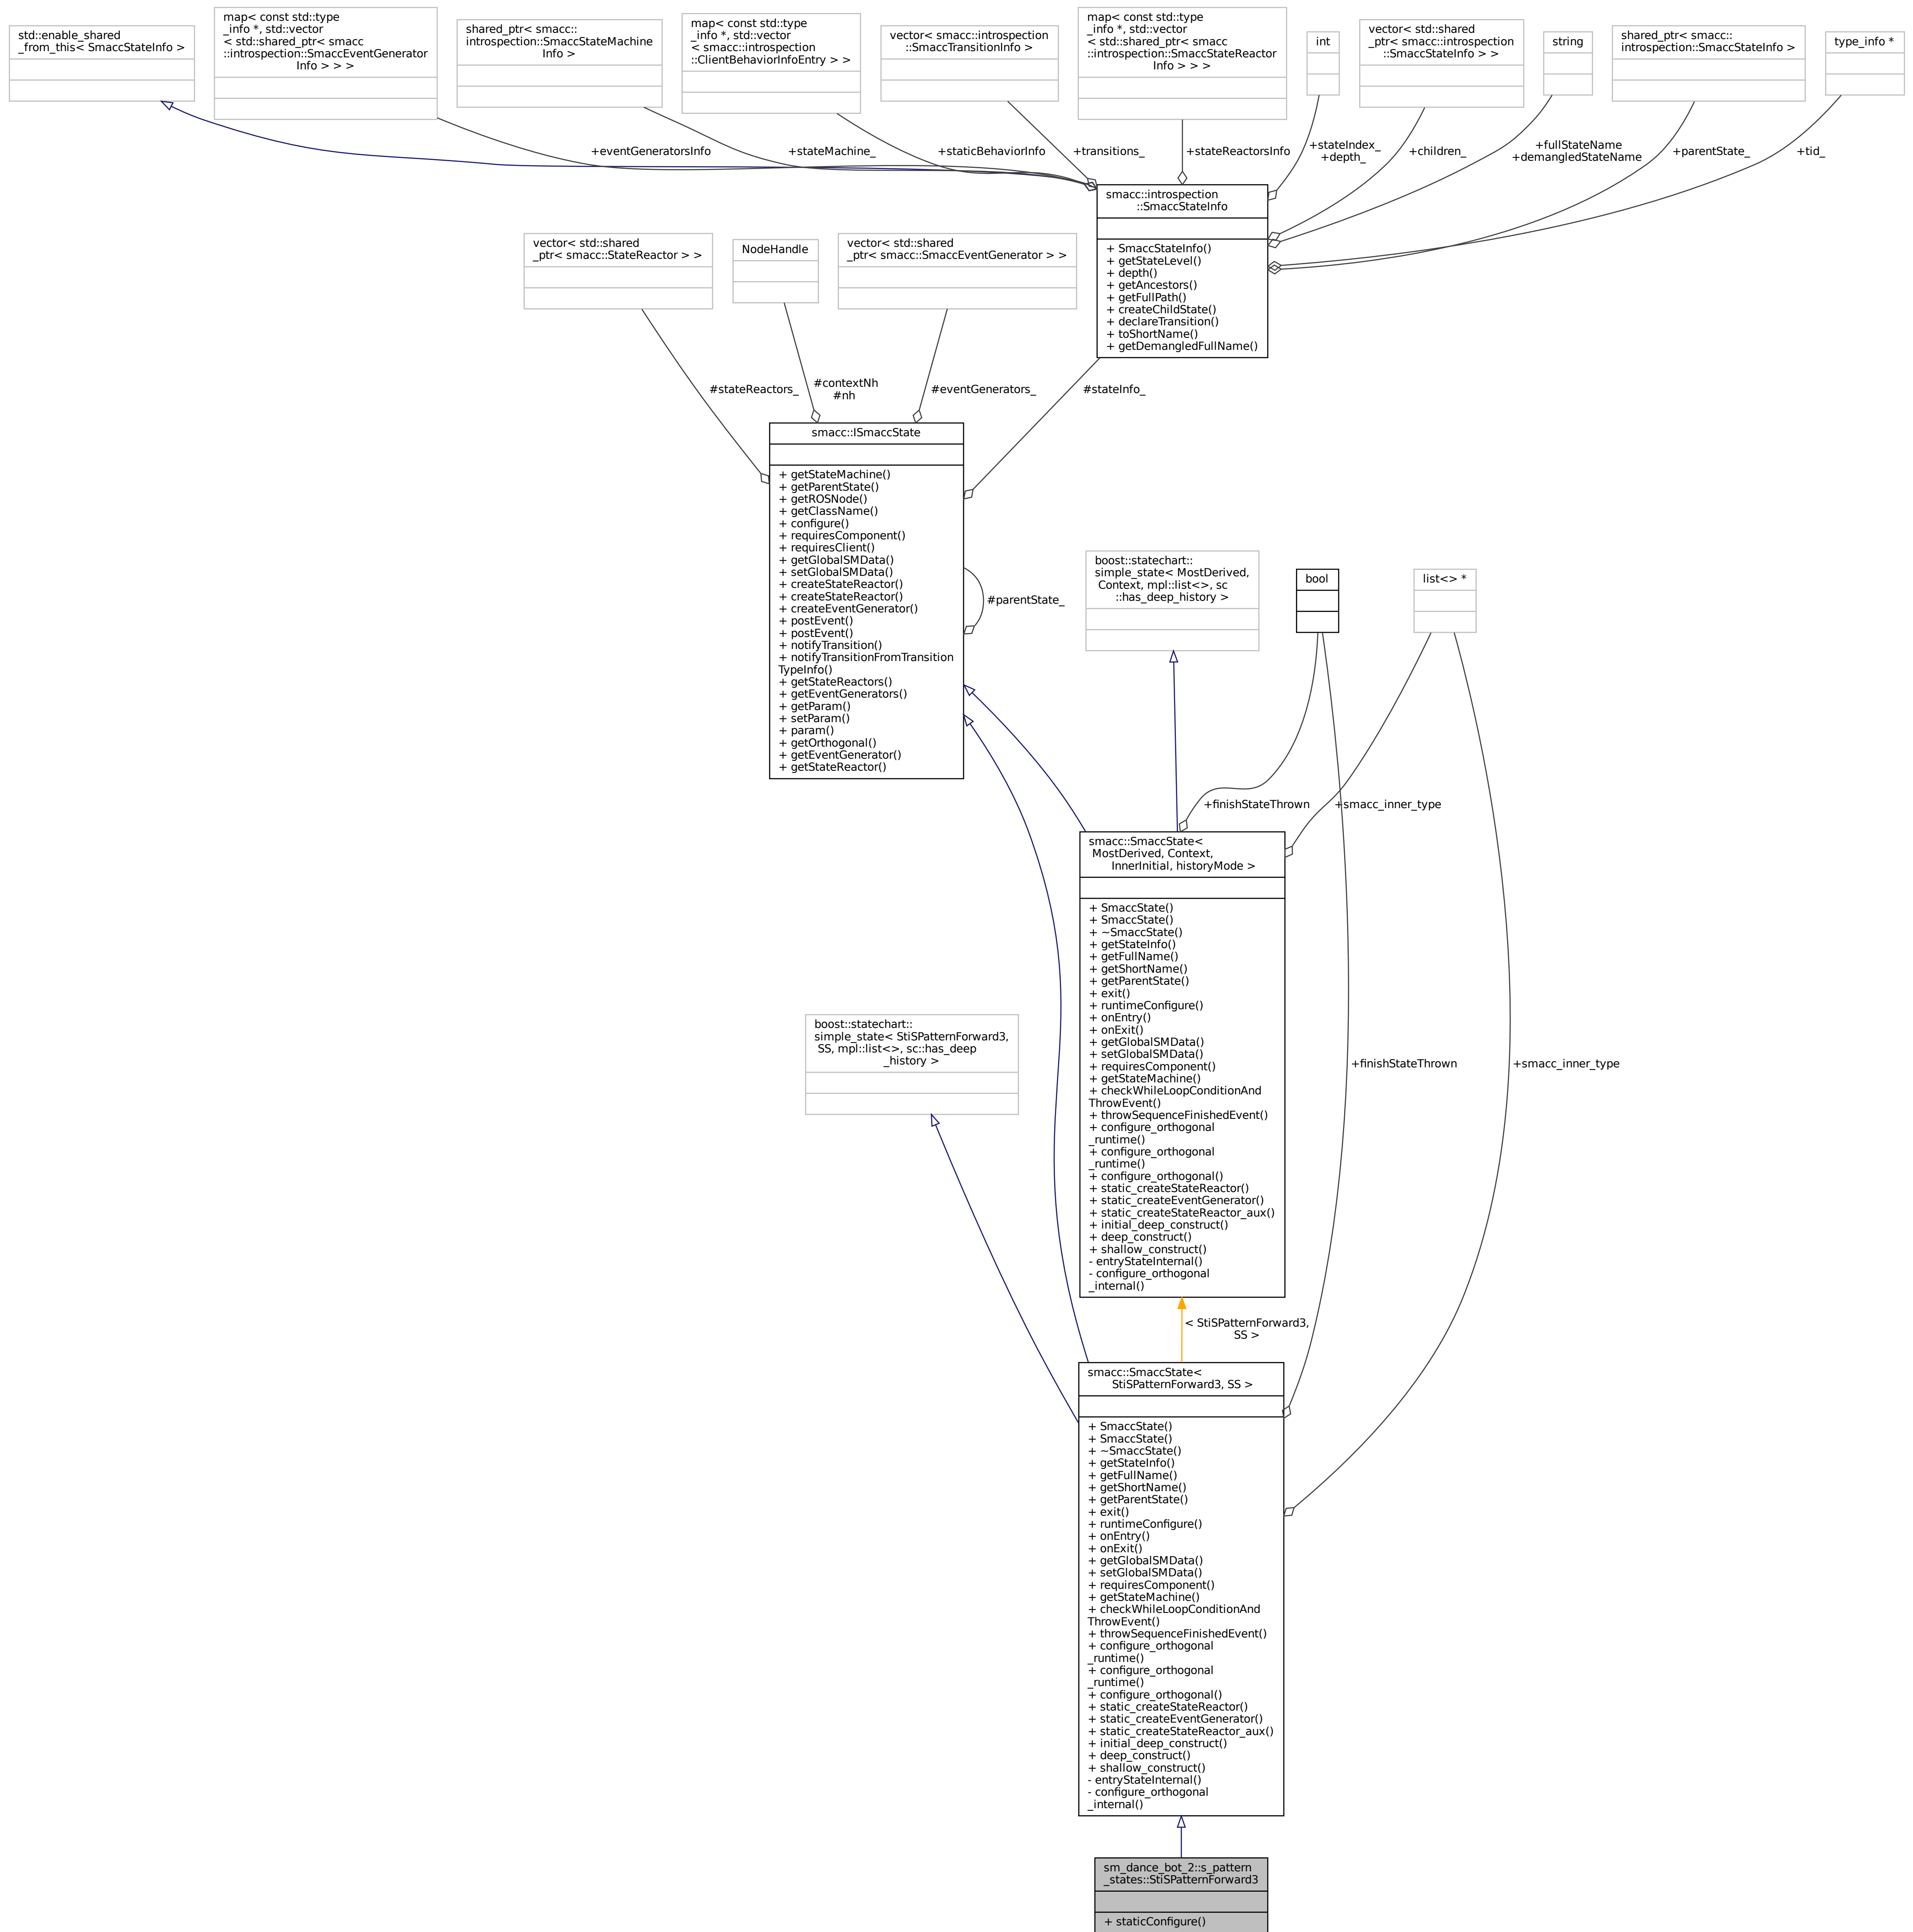 std::enable_shared
_from_this< SmaccStateInfo >
map< const std::type
_info *, std::vector
< std::shared_ptr< smacc
::introspection::SmaccEventGenerator
Info > > >
shared_ptr< smacc::
introspection::SmaccStateMachine
Info >
map< const std::type
_info *, std::vector
< smacc::introspection
::ClientBehaviorInfoEntry > >
vector< smacc::introspection
::SmaccTransitionInfo >
map< const std::type
_info *, std::vector
< std::shared_ptr< smacc
::introspection::SmaccStateReactor
Info > > >
int
vector< std::shared
_ptr< smacc::introspection
::SmaccStateInfo > >
string
shared_ptr< smacc::
introspection::SmaccStateInfo >
type_info *
+eventGeneratorsInfo
+stateMachine_
+staticBehaviorInfo
+transitions_
+stateReactorsInfo
+stateIndex_
+depth_
+children_
+fullStateName
+demangledStateName
+parentState_
+tid_
smacc::introspection
::SmaccStateInfo
+ SmaccStateInfo()
+ getStateLevel()
+ depth()
+ getAncestors()
+ getFullPath()
+ createChildState()
+ declareTransition()
+ toShortName()
+ getDemangledFullName()
vector< std::shared
_ptr< smacc::StateReactor > >
NodeHandle
vector< std::shared
_ptr< smacc::SmaccEventGenerator > >
#stateReactors_
#contextNh
#nh
#eventGenerators_
#stateInfo_
smacc::ISmaccState
+ getStateMachine()
+ getParentState()
+ getROSNode()
+ getClassName()
+ configure()
+ requiresComponent()
+ requiresClient()
+ getGlobalSMData()
+ setGlobalSMData()
+ createStateReactor()
+ createStateReactor()
+ createEventGenerator()
+ postEvent()
+ postEvent()
+ notifyTransition()
+ notifyTransitionFromTransition
TypeInfo()
+ getStateReactors()
+ getEventGenerators()
+ getParam()
+ setParam()
+ param()
+ getOrthogonal()
+ getEventGenerator()
+ getStateReactor()
#parentState_
boost::statechart::
simple_state< MostDerived,
Context, mpl::list<>, sc
::has_deep_history >
bool
list<> *
+finishStateThrown
+smacc_inner_type
smacc::SmaccState<
MostDerived, Context,
InnerInitial, historyMode >
+ SmaccState()
+ SmaccState()
+ ~SmaccState()
+ getStateInfo()
+ getFullName()
+ getShortName()
+ getParentState()
+ exit()
+ runtimeConfigure()
+ onEntry()
+ onExit()
+ getGlobalSMData()
+ setGlobalSMData()
+ requiresComponent()
+ getStateMachine()
+ checkWhileLoopConditionAnd
ThrowEvent()
+ throwSequenceFinishedEvent()
+ configure_orthogonal
_runtime()
+ configure_orthogonal
_runtime()
+ configure_orthogonal()
+ static_createStateReactor()
+ static_createEventGenerator()
+ static_createStateReactor_aux()
+ initial_deep_construct()
+ deep_construct()
+ shallow_construct()
- entryStateInternal()
- configure_orthogonal
_internal()
boost::statechart::
simple_state< StiSPatternForward3,
SS, mpl::list<>, sc::has_deep
_history >
+finishStateThrown
+smacc_inner_type
< StiSPatternForward3,
SS >
smacc::SmaccState<
StiSPatternForward3, SS >
+ SmaccState()
+ SmaccState()
+ ~SmaccState()
+ getStateInfo()
+ getFullName()
+ getShortName()
+ getParentState()
+ exit()
+ runtimeConfigure()
+ onEntry()
+ onExit()
+ getGlobalSMData()
+ setGlobalSMData()
+ requiresComponent()
+ getStateMachine()
+ checkWhileLoopConditionAnd
ThrowEvent()
+ throwSequenceFinishedEvent()
+ configure_orthogonal
_runtime()
+ configure_orthogonal
_runtime()
+ configure_orthogonal()
+ static_createStateReactor()
+ static_createEventGenerator()
+ static_createStateReactor_aux()
+ initial_deep_construct()
+ deep_construct()
+ shallow_construct()
- entryStateInternal()
- configure_orthogonal
_internal()
sm_dance_bot_2::s_pattern
_states::StiSPatternForward3
+ staticConfigure()